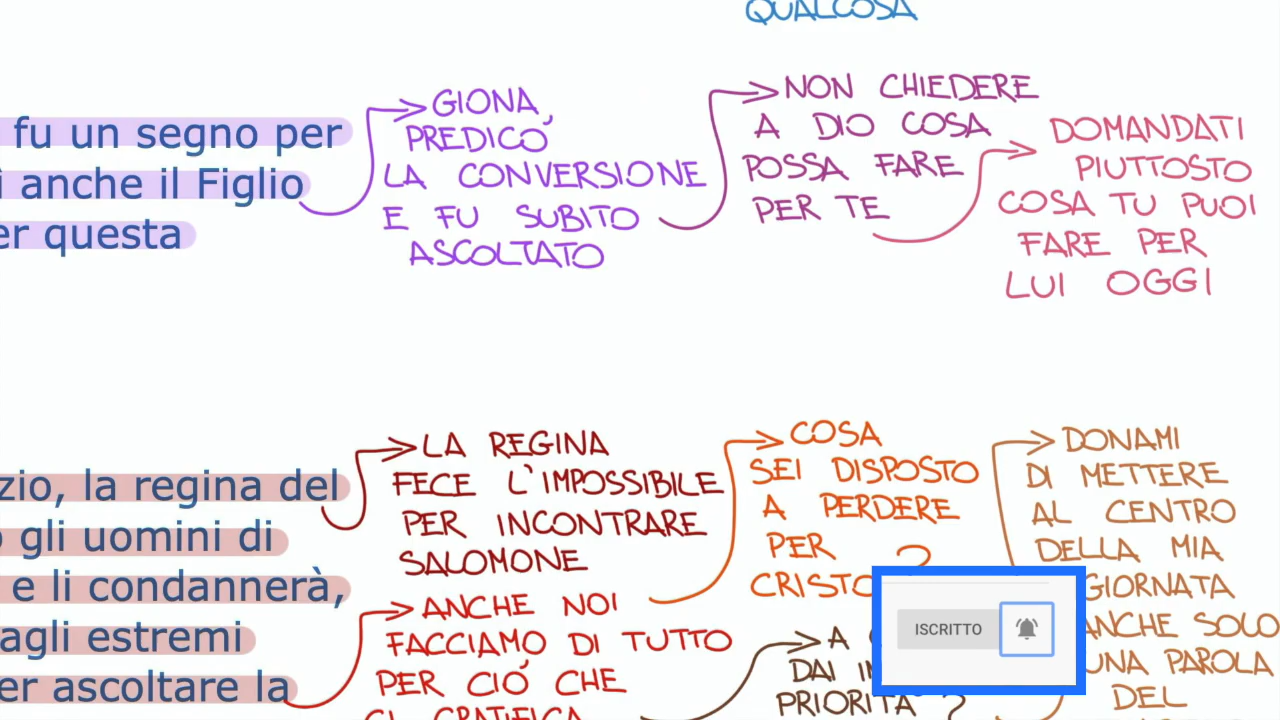 QUALCOSA
fu un segno per
anche il Figlio
er questa
GIONA,
PREDICÒ
LA CONVERSIONE
E FU SUBITO
ASCOLTATO
NON CHIEDERE
A DIO COSA
POSSA FARE
PER TE
DOMANDATI
PIUTTOSTO
COSA TU PUOI
FARE PER
LUI OGGI
zio, la regina del
gli uomini di
e li condannerà,
agli estremi
er ascoltare la
LA REGINA
FECE L'IMPOSSIBILE
PER INCONTRARE
SALOMONE
ANCHE NOI
FACCIAMO DI TUTTO
PER CIÒ CHE
CI GRATIFICA
COSA
SEI DISPOSTO
A PERDERE
PER
CRISTO ?
A
DAI
PRIORITA' ?
DONAMI
DI METTERE
AL CENTRO
DELLA MIA
GIORNATA
ANCHE SOLO
UNA PAROLA
DEL
ISCRITTO